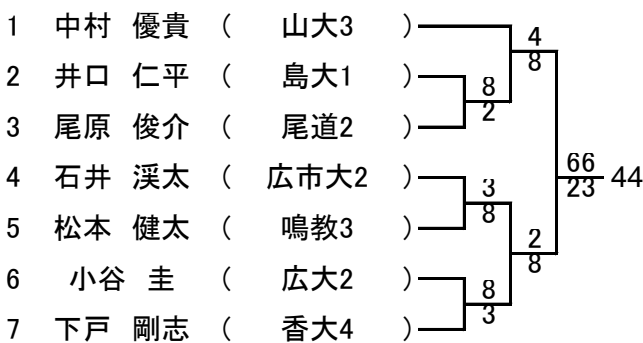 1 中村 優貴 ( 山大3 )
4
8
2 井口 仁平 ( 島大1 )
8
2
3 尾原 俊介 ( 尾道2 )
66
23 44
4 石井 渓太 ( 広市大2 )
3
8
5 松本 健太 ( 鳴教3 )
2
8
6 小谷 圭 ( 広大2 )
8
3
7 下戸 剛志 ( 香大4 )